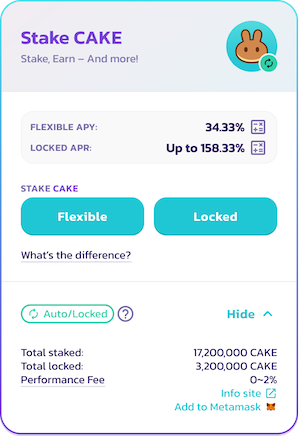 Stake CAKE
Stake, Earn – And more!
FLEXIBLE APY: 34.33%
LOCKED APR: Up to 158.33%
STAKE CAKE
Flexible Locked
What's the difference?
Auto/Locked Hide
Total staked: 17,200,000 CAKE
Total locked: 3,200,000 CAKE
Performance Fee 0~2%
Info site
Add to Metamask